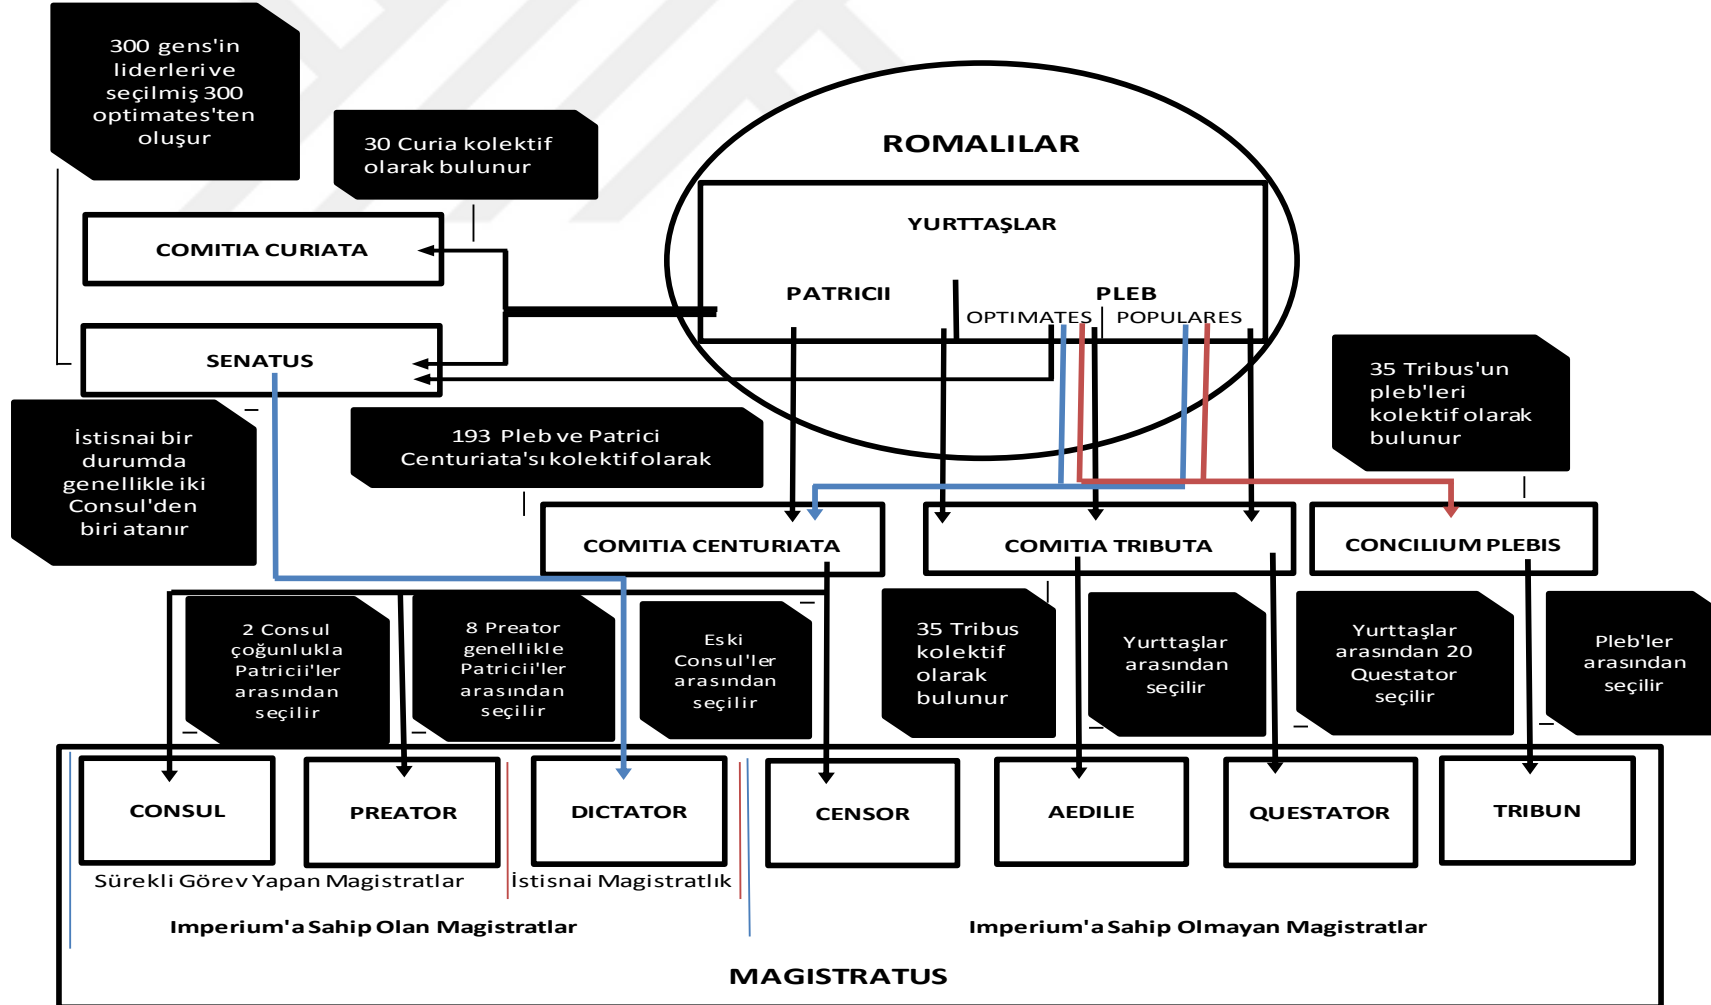 300 gens'in
liderleri ve
seçilmiş 300
optimates'ten
oluşur
30 Curia kolektif
olarak bulunur
ROMALILAR
YURTTAŞLAR
COMITIA CURIATA
PATRICII
PLEB
OPTIMATES
POPULARES
SENATUS
35 Tribus'un
pleb'leri
kolektif olarak
bulunur
İstisnai bir
durumda
genellikle iki
Consul'den
biri atanır
193 Pleb ve Patrici
Centuriata'sı kolektif olarak
COMITIA CENTURIATA
COMITIA TRIBUTA
CONCILIUM PLEBIS
2 Consul
çoğunlukla
Patricii'ler
arasından
seçilir
8 Preator
genellikle
Patricii'ler
arasından
seçilir
Eski
Consul'ler
arasından
seçilir
35 Tribus
kolektif
olarak
bulunur
Yurttaşlar
arasından
seçilir
Yurttaşlar
arasından 20
Questator
seçilir
Pleb'ler
arasından
seçilir
CONSUL
PREATOR
DICTATOR
CENSOR
AEDILIE
QUESTATOR
TRIBUN
Sürekli Görev Yapan Magistratlar
İstisnai Magistratlık
Imperium'a Sahip Olan Magistratlar
Imperium'a Sahip Olmayan Magistratlar
MAGISTRATUS